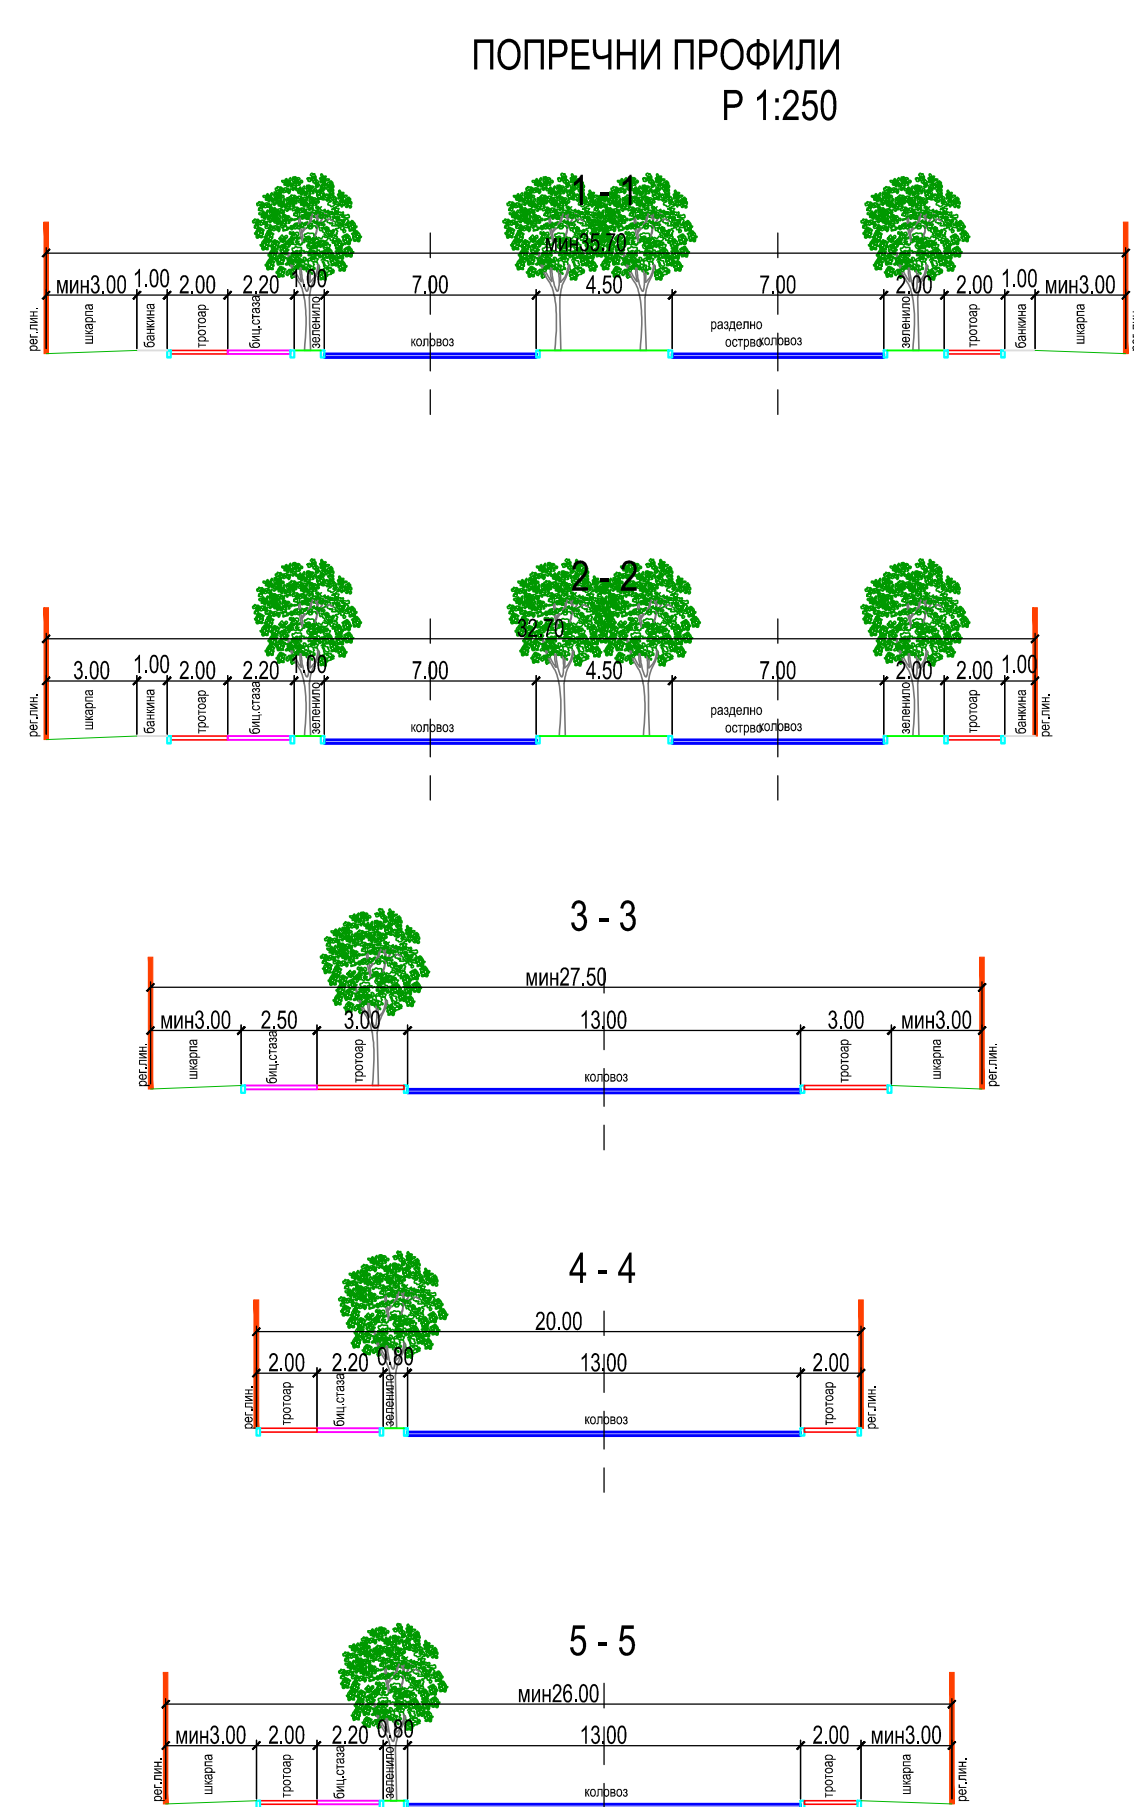 ПОПРЕЧНИ ПРОФИЛИ
Р 1:250
1 - 1
мин35.70
мин3.00 1.00 2.00 2.20 1.00 7.00 4.50 7.00 2.00 2.00 1.00 мин3.00
рег.лин. шкарпа банкина тротоар биц.стаза зеленило коловоз разделно острво коловоз зеленило тротоар банкина шкарпа рег.лин.
2 - 2
32.70
3.00 1.00 2.00 2.20 1.00 7.00 4.50 7.00 2.00 2.00 1.00
рег.лин. шкарпа банкина тротоар биц.стаза зеленило коловоз разделно острво коловоз зеленило тротоар банкина рег.лин.
3 - 3
мин27.50
мин3.00 2.50 3.00 13.00 3.00 мин3.00
рег.лин. шкарпа биц.стаза тротоар коловоз тротоар шкарпа рег.лин.
4 - 4
20.00
2.00 2.20 0.80 13.00 2.00
рег.лин. тротоар биц.стаза зеленило коловоз тротоар рег.лин.
5 - 5
мин26.00
мин3.00 2.00 2.20 0.80 13.00 2.00 мин3.00
рег.лин. шкарпа тротоар биц.стаза зеленило коловоз тротоар шкарпа рег.лин.